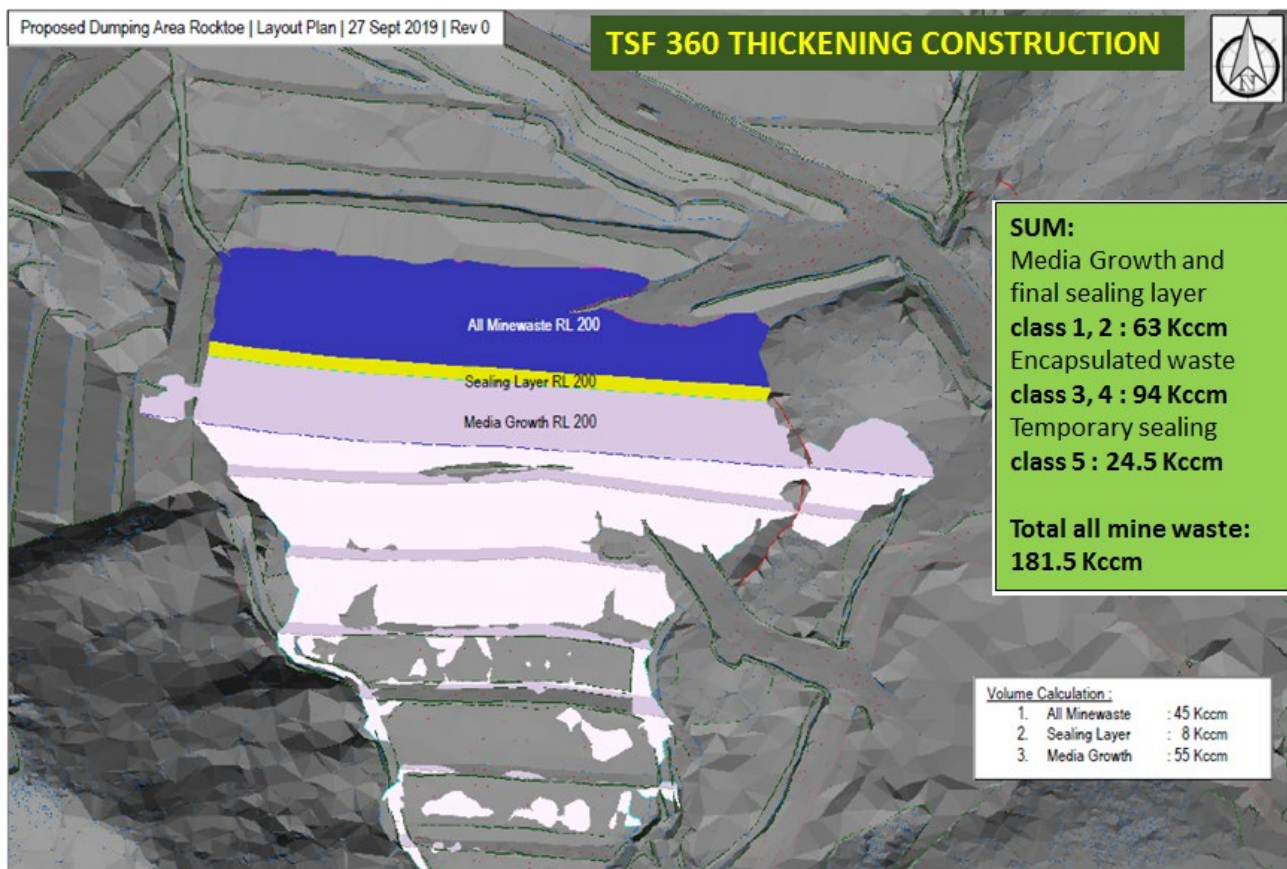 Proposed Dumping Area Rocktoe | Layout Plan | 27 Sept 2019 | Rev 0
TSF 360 THICKENING CONSTRUCTION
N
All Minewaste RL 200
Sealing Layer RL 200
Media Growth RL 200
SUM:
Media Growth and
final sealing layer
class 1, 2 : 63 Kccm
Encapsulated waste
class 3, 4 : 94 Kccm
Temporary sealing
class 5 : 24.5 Kccm
Total all mine waste:
181.5 Kccm
Volume Calculation :
1. All Minewaste : 45 Kccm
2. Sealing Layer : 8 Kccm
3. Media Growth : 55 Kccm